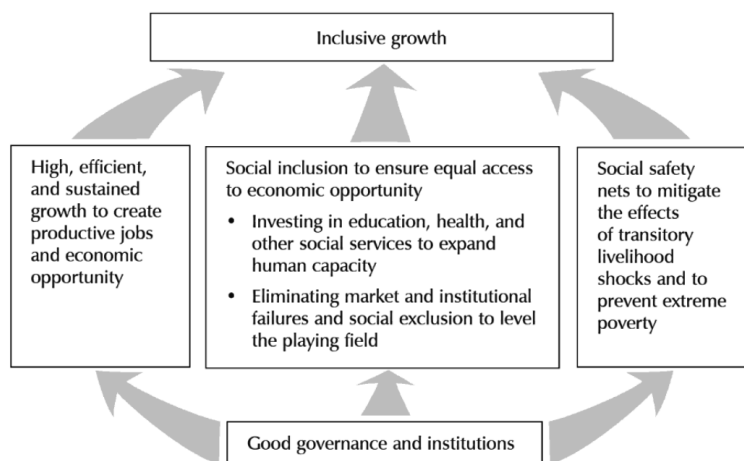 Inclusive growth
High, efficient,
and sustained
growth to create
productive jobs
and economic
opportunity
Social inclusion to ensure equal access
to economic opportunity
• Investing in education, health, and
other social services to expand
human capacity
• Eliminating market and institutional
failures and social exclusion to level
the playing field
Social safety
nets to mitigate
the effects
of transitory
livelihood
shocks and to
prevent extreme
poverty
Good governance and institutions